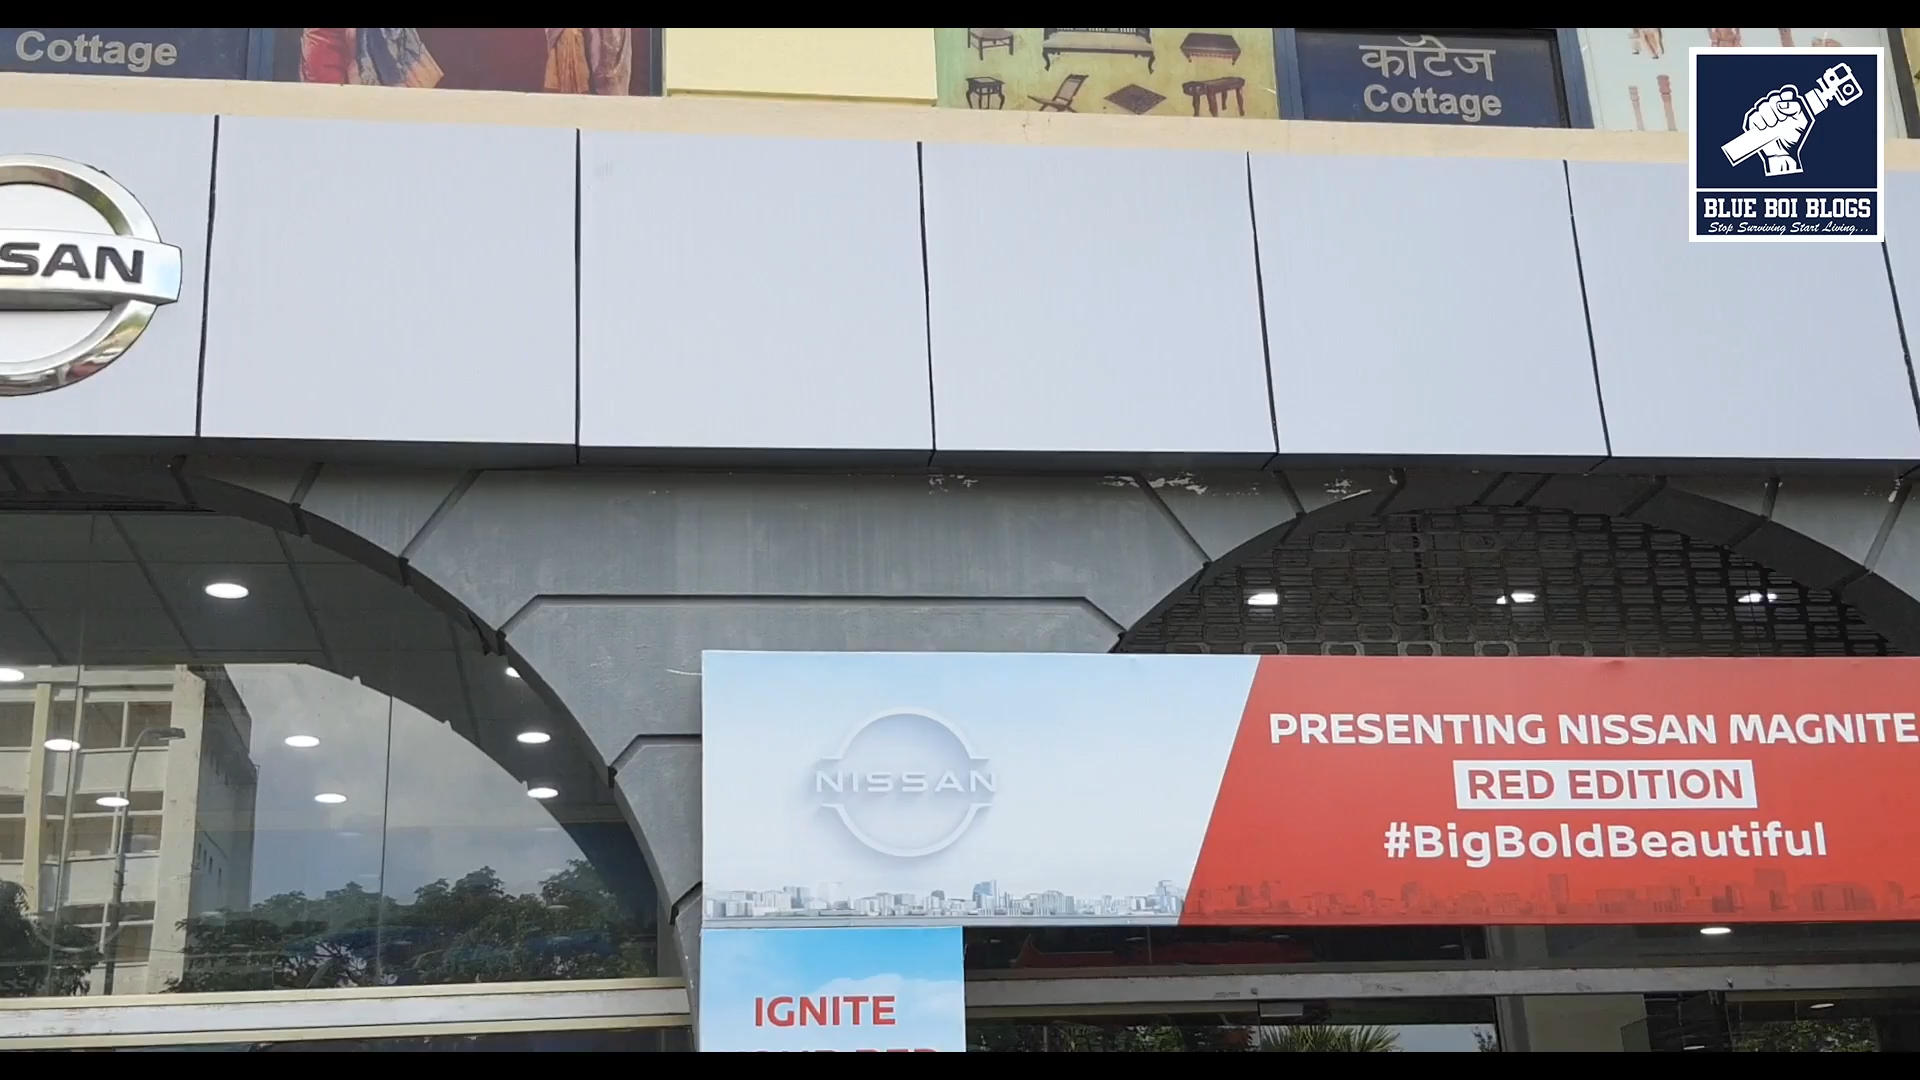 Cottage
कॉटेज
Cottage
BLUE BOI BLOGS
Stop Surviving Start Living...
SAN
NISSAN
PRESENTING NISSAN MAGNITE
RED EDITION
#BigBoldBeautiful
IGNITE